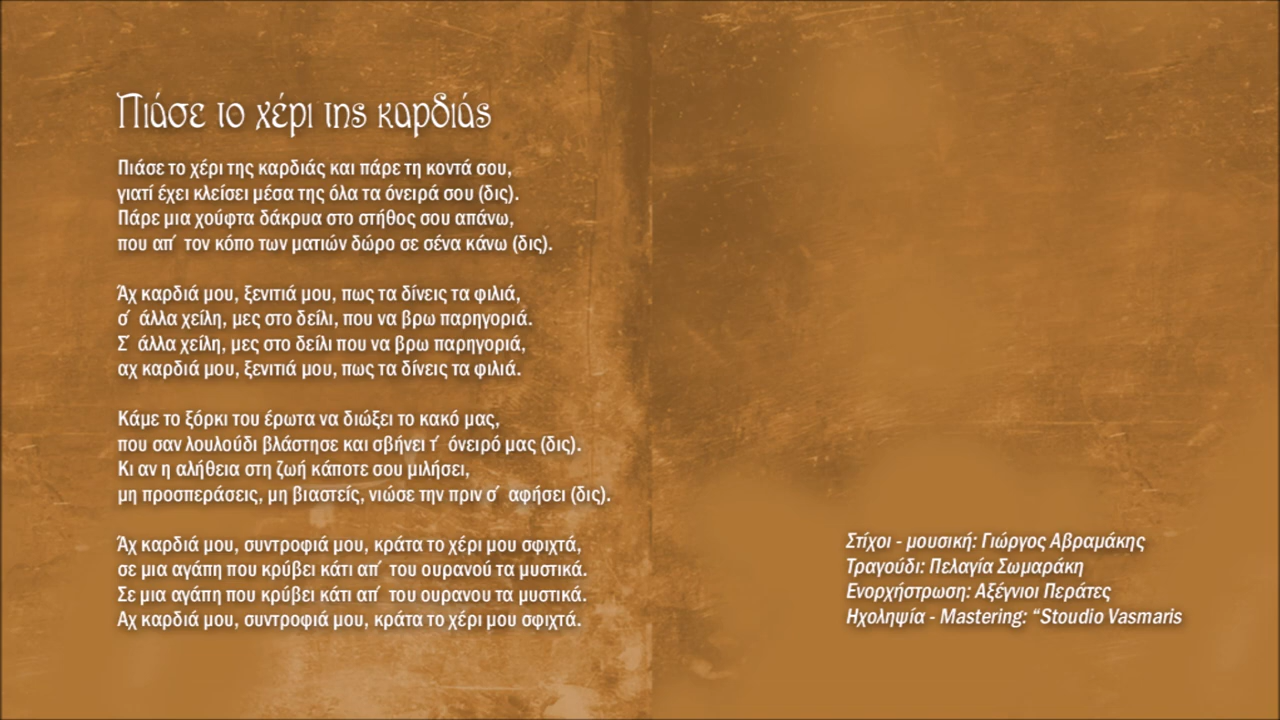 Πιάσε το χέρι της καρδιάς
Πιάσε το χέρι της καρδιάς και πάρε τη κοντά σου,
γιατί έχει κλείσει μέσα της όλα τα όνειρά σου (δις).
Πάρε μια χούφτα δάκρυα στο στήθος σου απάνω,
που απ΄ τον κόπο των ματιών δώρο σε σένα κάνω (δις).
Άχ καρδιά μου, ξενιτιά μου, πως τα δίνεις τα φιλιά,
σ΄ άλλα χείλη, μες στο δείλι, που να βρω παρηγοριά.
Σ΄ άλλα χείλη, μες στο δείλι που να βρω παρηγοριά,
αχ καρδιά μου, ξενιτιά μου, πως τα δίνεις τα φιλιά.
Κάμε το ξόρκι του έρωτα να διώξει το κακό μας,
που σαν λουλούδι βλάστησε και σβήνει τ΄ όνειρό μας (δις).
Κι αν η αλήθεια στη ζωή κάποτε σου μιλήσει,
μη προσπεράσεις, μη βιαστείς, νιώσε την πριν σ΄ αφήσει (δις).
Άχ καρδιά μου, συντροφιά μου, κράτα το χέρι μου σφιχτά,
σε μια αγάπη που κρύβει κάτι απ΄ του ουρανού τα μυστικά.
Σε μια αγάπη που κρύβει κάτι απ΄ του ουρανου τα μυστικά.
Αχ καρδιά μου, συντροφιά μου, κράτα το χέρι μου σφιχτά.
Στίχοι - μουσική: Γιώργος Αβραμάκης
Τραγούδι: Πελαγία Σωμαράκη
Ενορχήστρωση: Αξέγνιοι Περάτες
Ηχοληψία - Mastering: “Stoudio Vasmaris